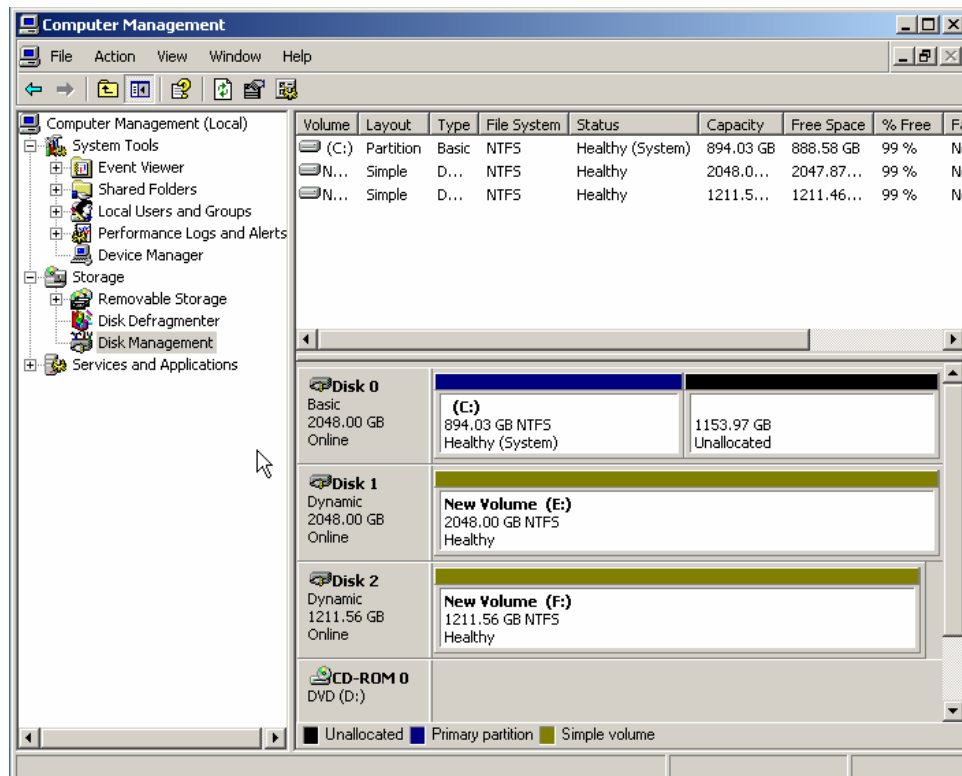 Computer Management
File Action View Window Help
Computer Management (Local)
System Tools
Event Viewer
Shared Folders
Local Users and Groups
Performance Logs and Alerts
Device Manager
Storage
Removable Storage
Disk Defragmenter
Disk Management
Services and Applications
Volume Layout Type File System Status Capacity Free Space % Free Fa
(C:) Partition Basic NTFS Healthy (System) 894.03 GB 888.58 GB 99 % N
N... Simple D... NTFS Healthy 2048.0... 2047.87... 99 % N
N... Simple D... NTFS Healthy 1211.5... 1211.46... 99 % N
Disk 0
Basic
2048.00 GB
Online
(C:)
894.03 GB NTFS
Healthy (System)
1153.97 GB
Unallocated
Disk 1
Dynamic
2048.00 GB
Online
New Volume (E:)
2048.00 GB NTFS
Healthy
Disk 2
Dynamic
1211.56 GB
Online
New Volume (F:)
1211.56 GB NTFS
Healthy
CD-ROM 0
DVD (D:)
Unallocated Primary partition Simple volume